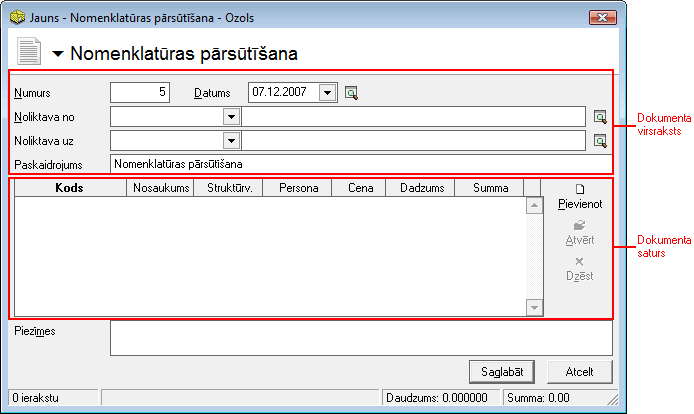 Jauns - Nomenklatūras pārsūtīšana - Ozols
Nomenklatūras pārsūtīšana
Numurs 5 Datums 07.12.2007
Noliktava no
Dokumenta
virsraksts
Noliktava uz
Paskaidrojums Nomenklatūras pārsūtīšana
Kods Nosaukums Struktūrv. Persona Cena Dadzums Summa
Pievienot
Atvērt
Dokumenta
saturs
Dzēst
Piezīmes
Saglabāt Atcelt
0 ierakstu Daudzums: 0.000000 Summa: 0.00